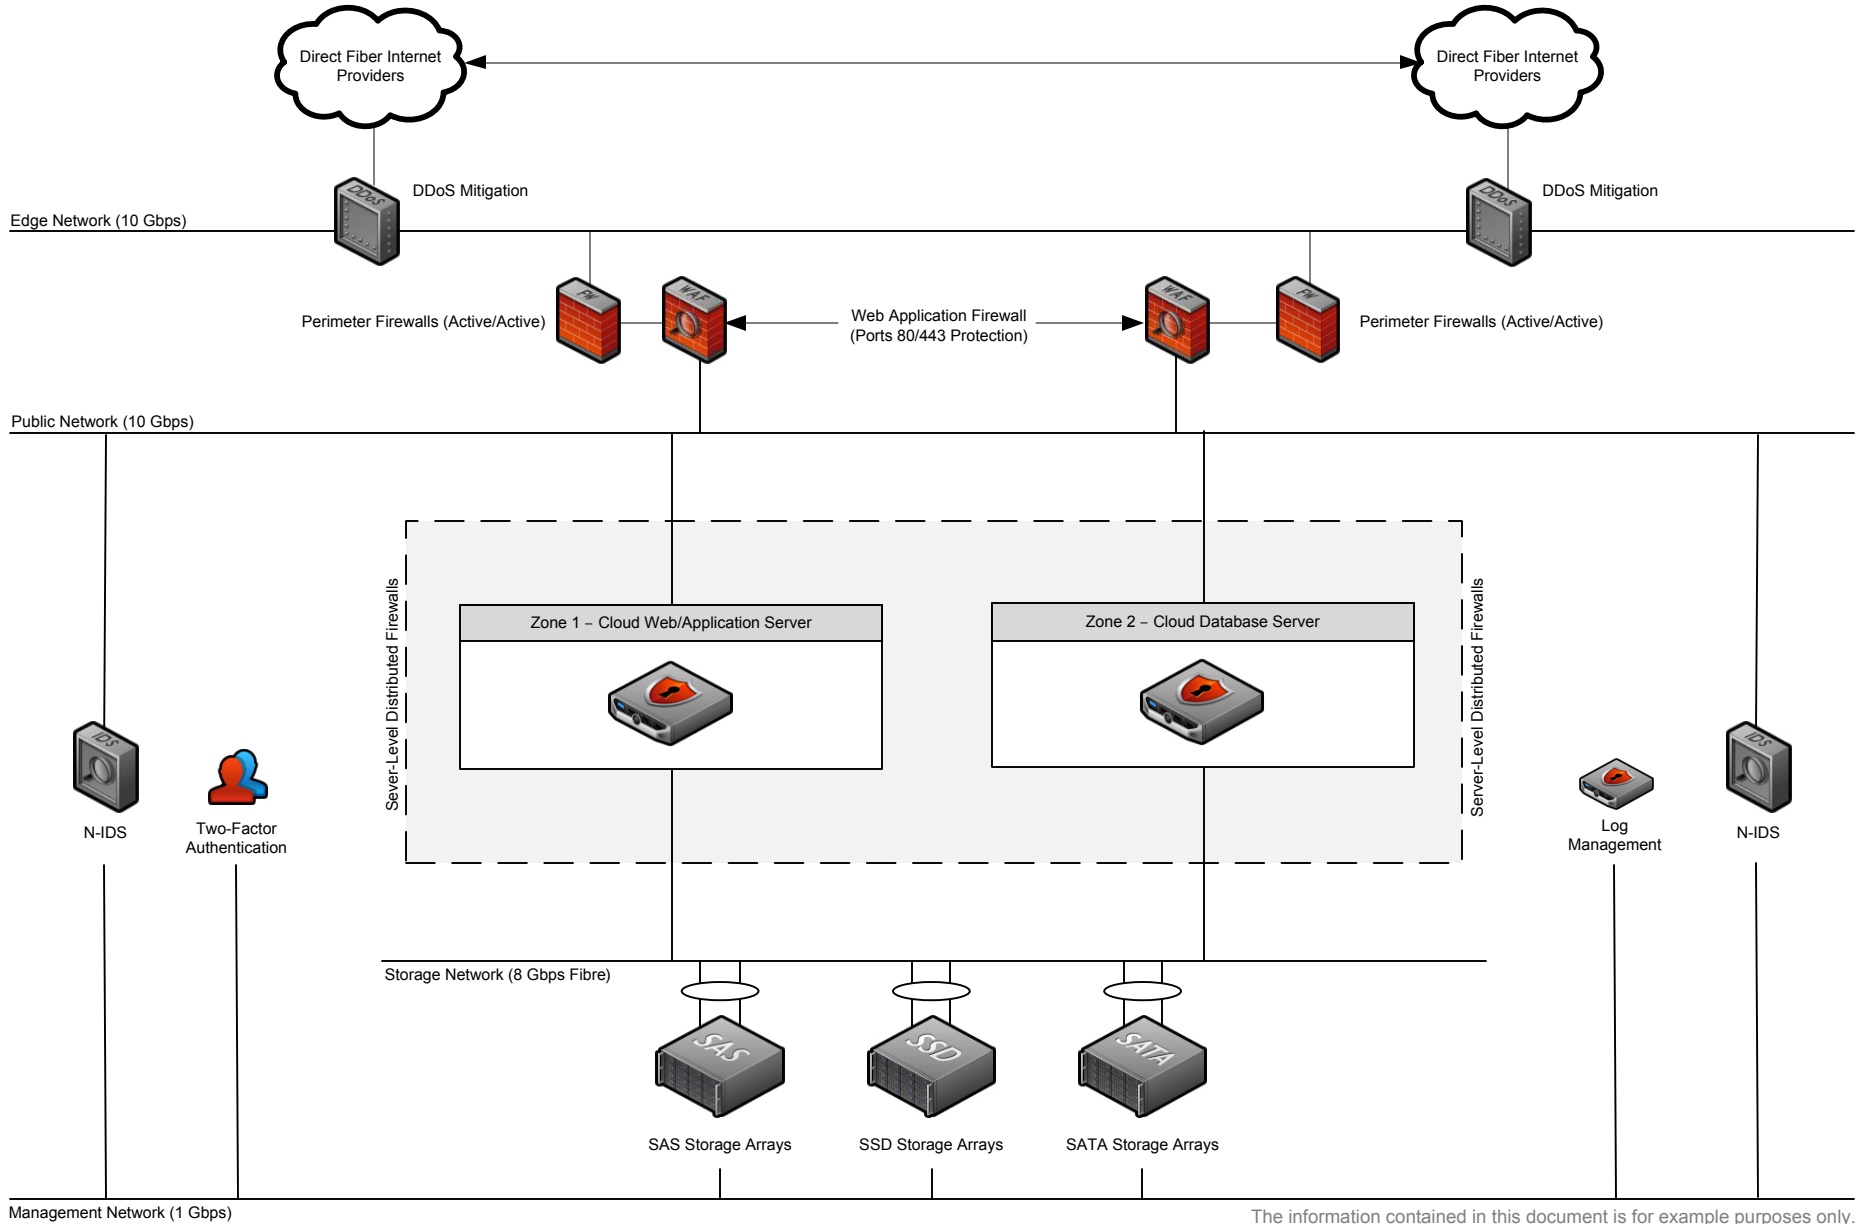 Direct Fiber Internet
Providers
Direct Fiber Internet
Providers
DDoS
DDoS Mitigation
DDoS
DDoS Mitigation
Edge Network (10 Gbps)
Perimeter Firewalls (Active/Active)
FW
WAF
Web Application Firewall
(Ports 80/443 Protection)
WAF
FW
Perimeter Firewalls (Active/Active)
Public Network (10 Gbps)
Sever-Level Distributed Firewalls
Zone 1 – Cloud Web/Application Server
Zone 2 – Cloud Database Server
Server-Level Distributed Firewalls
IDS
N-IDS
Two-Factor
Authentication
Log
Management
IDS
N-IDS
Storage Network (8 Gbps Fibre)
SAS
SSD
SATA
SAS Storage Arrays
SSD Storage Arrays
SATA Storage Arrays
Management Network (1 Gbps)
The information contained in this document is for example purposes only.